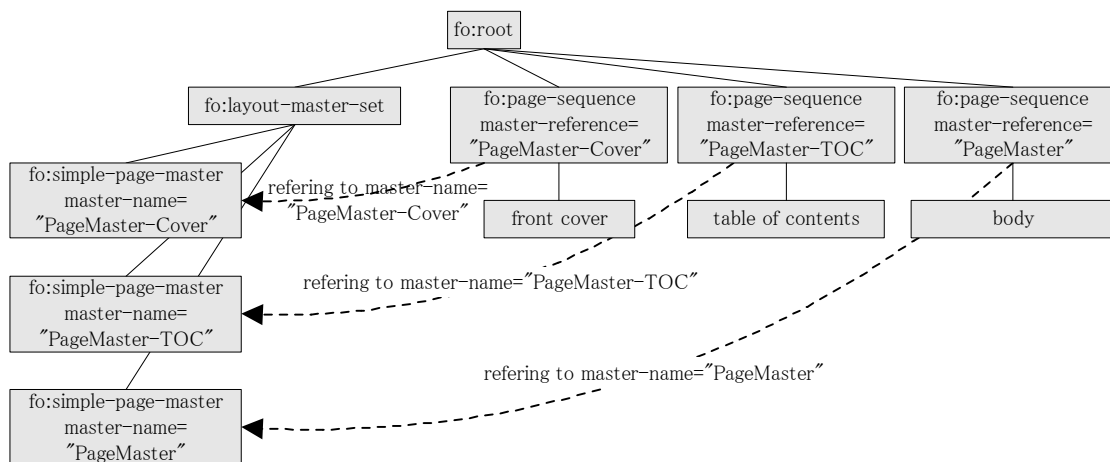 fo:root
fo:layout-master-set
fo:page-sequence
master-reference=
"PageMaster-Cover"
fo:page-sequence
master-reference=
"PageMaster-TOC"
fo:page-sequence
master-reference=
"PageMaster"
fo:simple-page-master
master-name=
"PageMaster-Cover"
refering to master-name=
"PageMaster-Cover"
front cover
table of contents
body
fo:simple-page-master
master-name=
"PageMaster-TOC"
refering to master-name="PageMaster-TOC"
fo:simple-page-master
master-name=
"PageMaster"
refering to master-name="PageMaster"